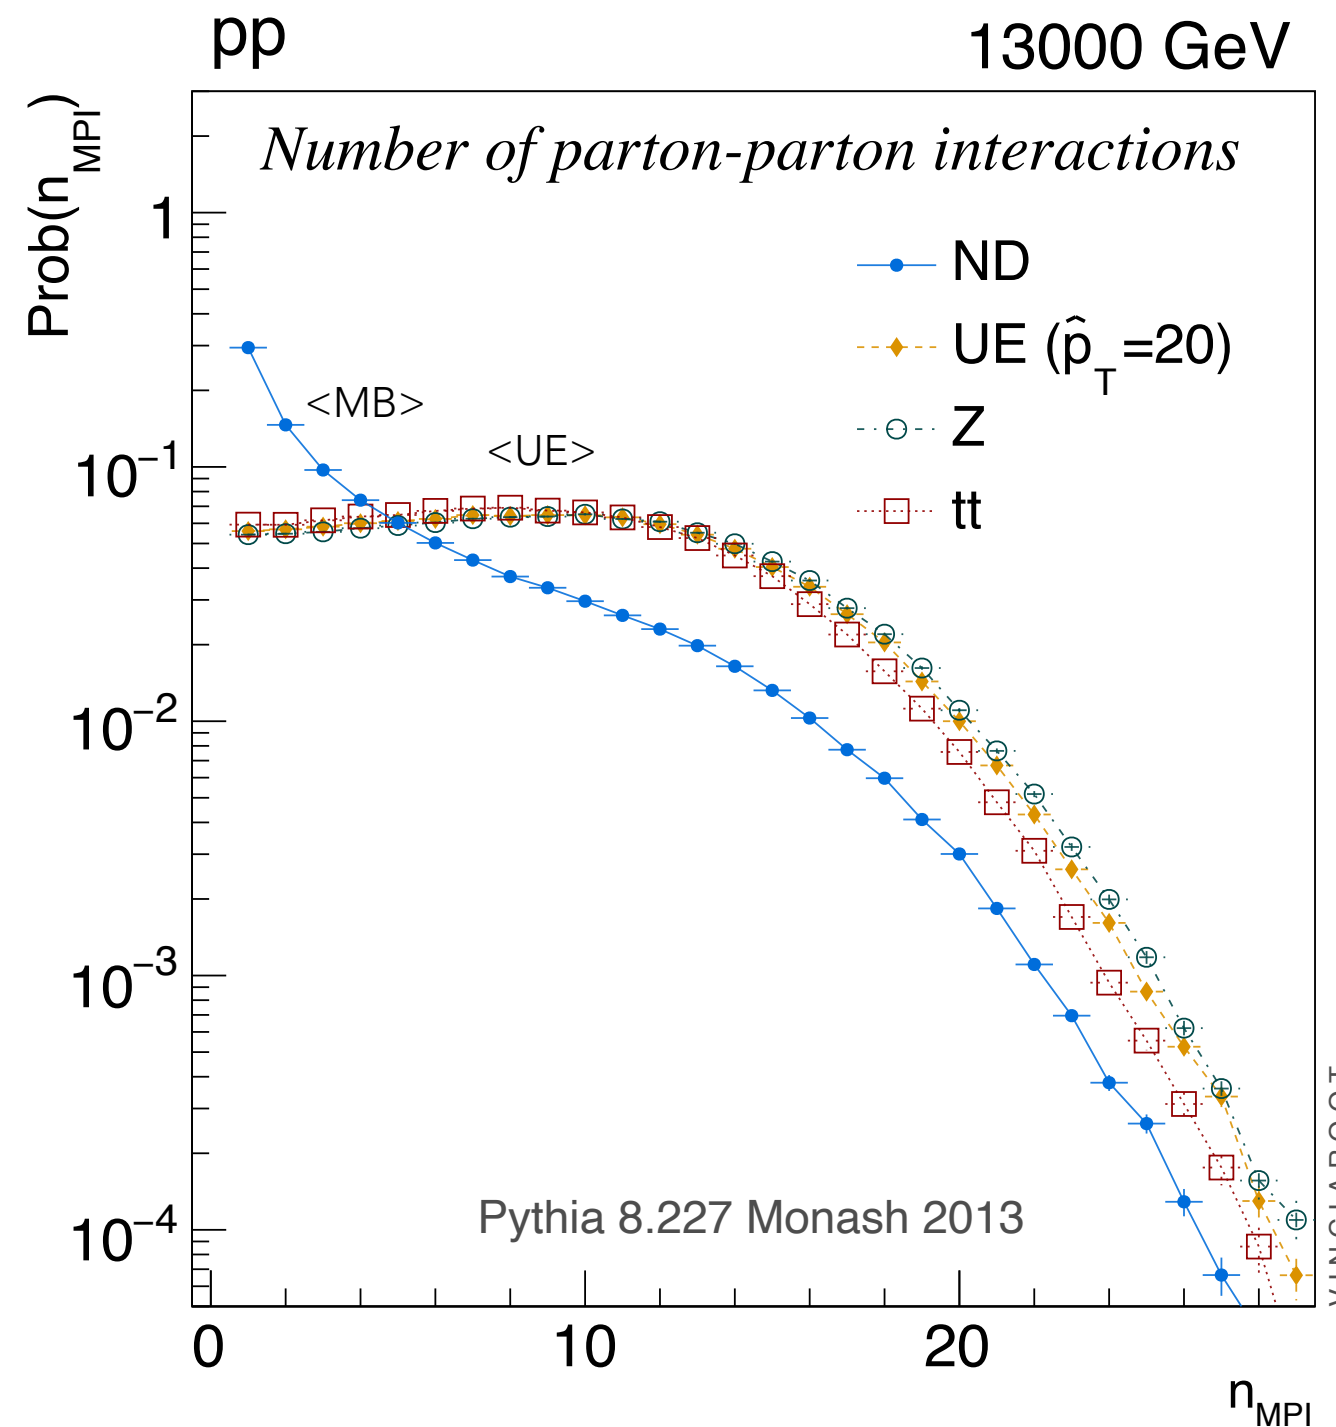 pp 13000 GeV
Number of parton-parton interactions
Prob(n_MPI)
ND
UE (p̂_T=20)
Z
tt
<MB>
<UE>
1
10⁻¹
10⁻²
10⁻³
10⁻⁴
Pythia 8.227 Monash 2013
0 10 20
n_MPI